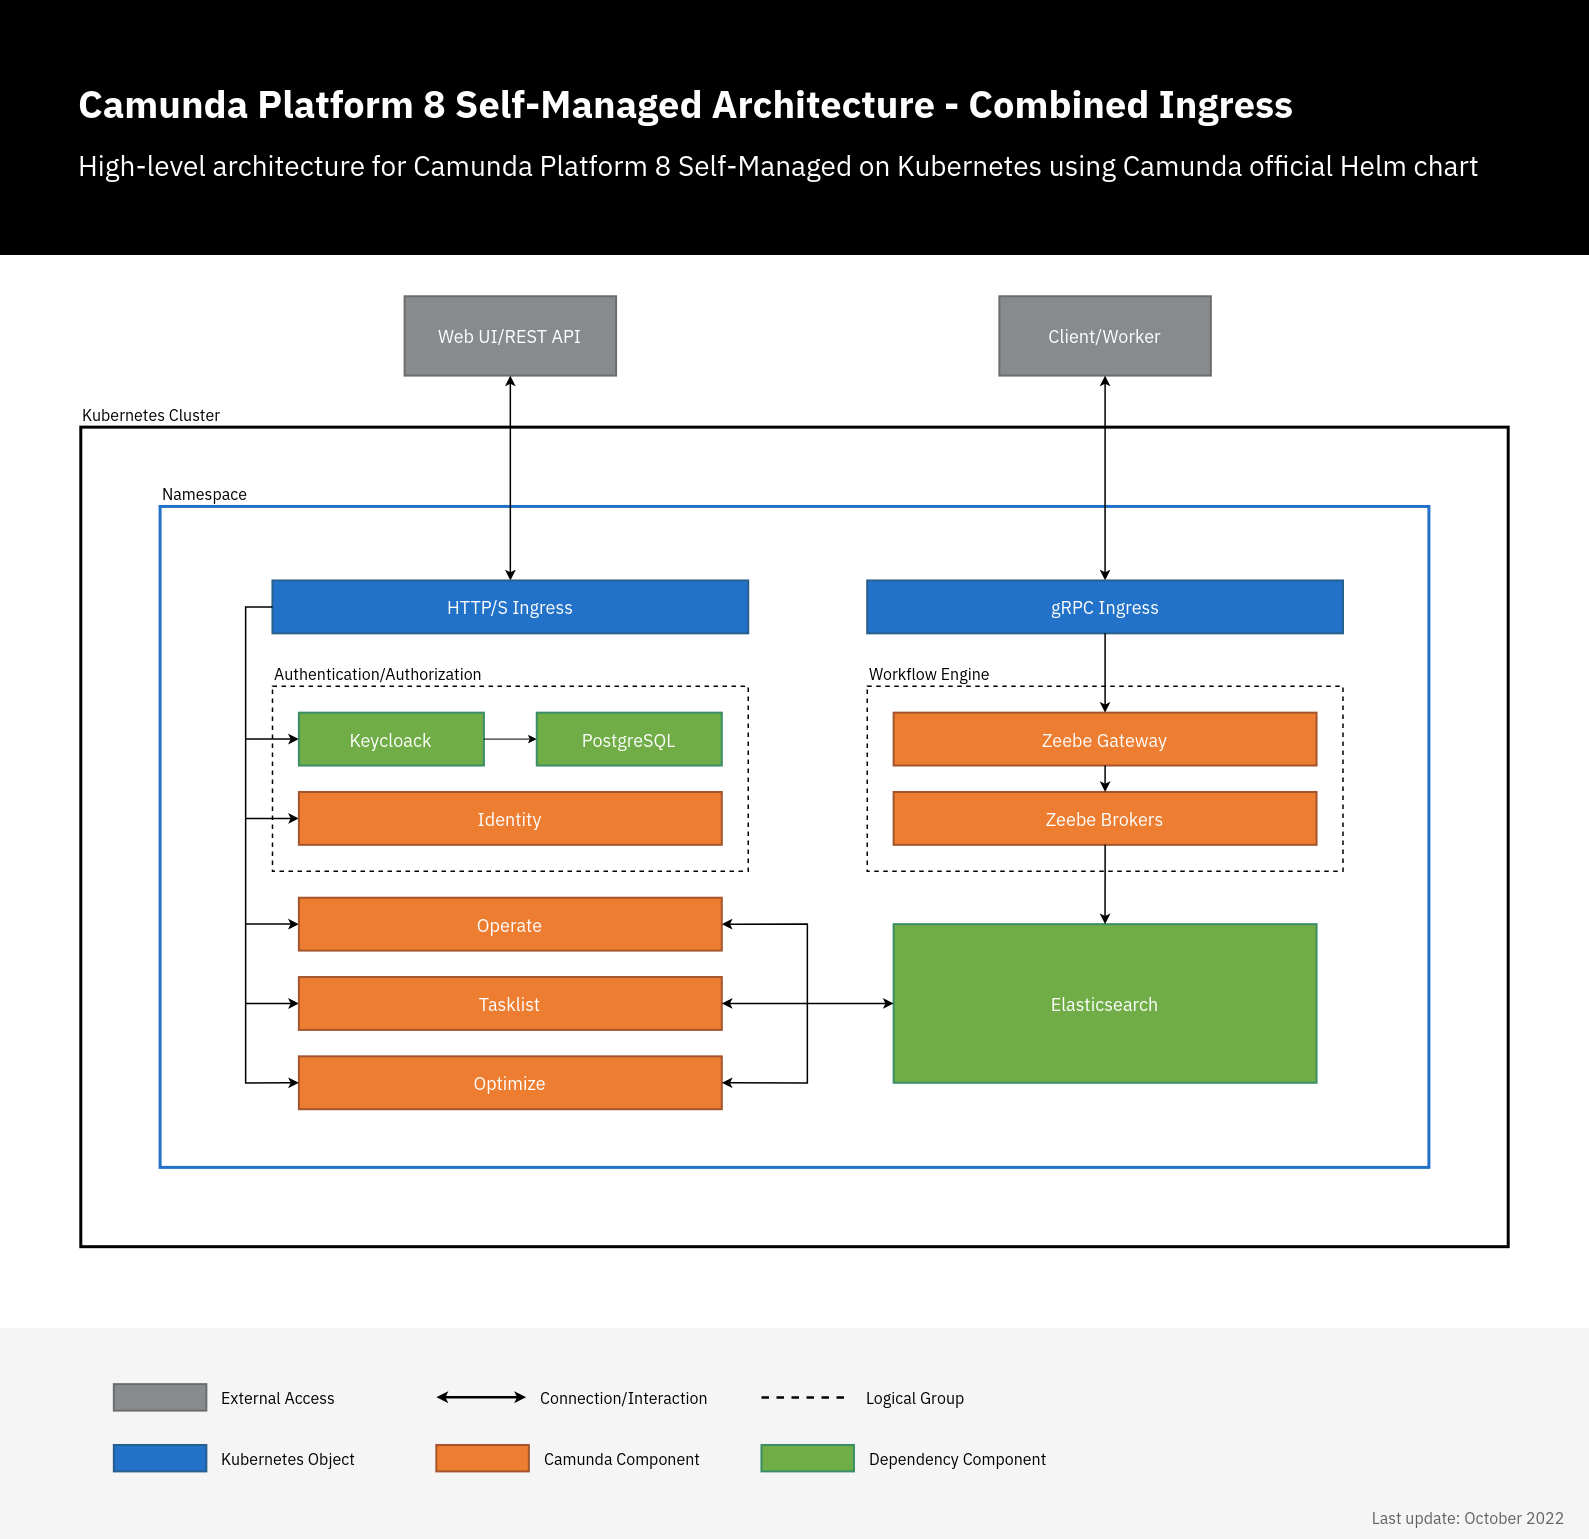 Camunda Platform 8 Self-Managed Architecture - Combined Ingress
High-level architecture for Camunda Platform 8 Self-Managed on Kubernetes using Camunda official Helm chart
Web UI/REST API
Client/Worker
Kubernetes Cluster
Namespace
HTTP/S Ingress
gRPC Ingress
Authentication/Authorization
Workflow Engine
Keycloack
PostgreSQL
Zeebe Gateway
Identity
Zeebe Brokers
Operate
Tasklist
Elasticsearch
Optimize
External Access
Connection/Interaction
Logical Group
Kubernetes Object
Camunda Component
Dependency Component
Last update: October 2022